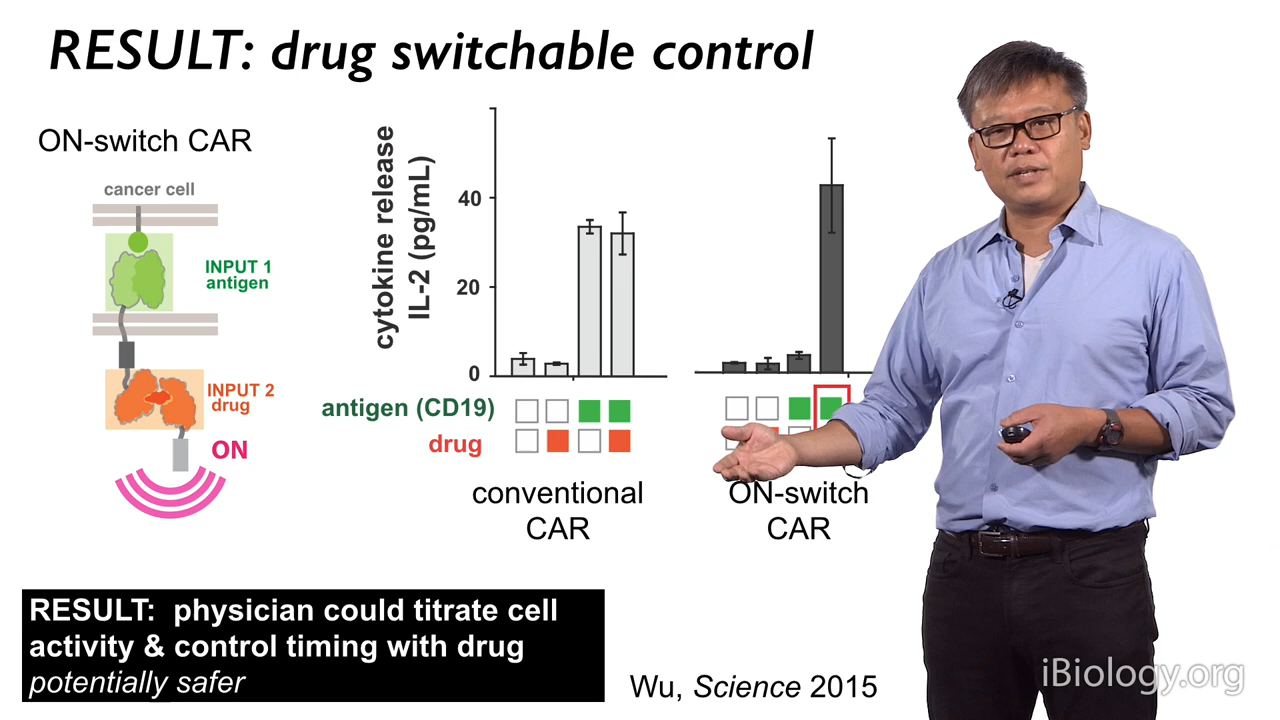 RESULT: drug switchable control
ON-switch CAR
cancer cell
INPUT 1
antigen
INPUT 2
drug
ON
cytokine release
IL-2 (pg/mL)
40
20
0
antigen (CD19)
drug
conventional
CAR
ON-switch
CAR
RESULT: physician could titrate cell
activity & control timing with drug
potentially safer
Wu, Science 2015
iBiology.org